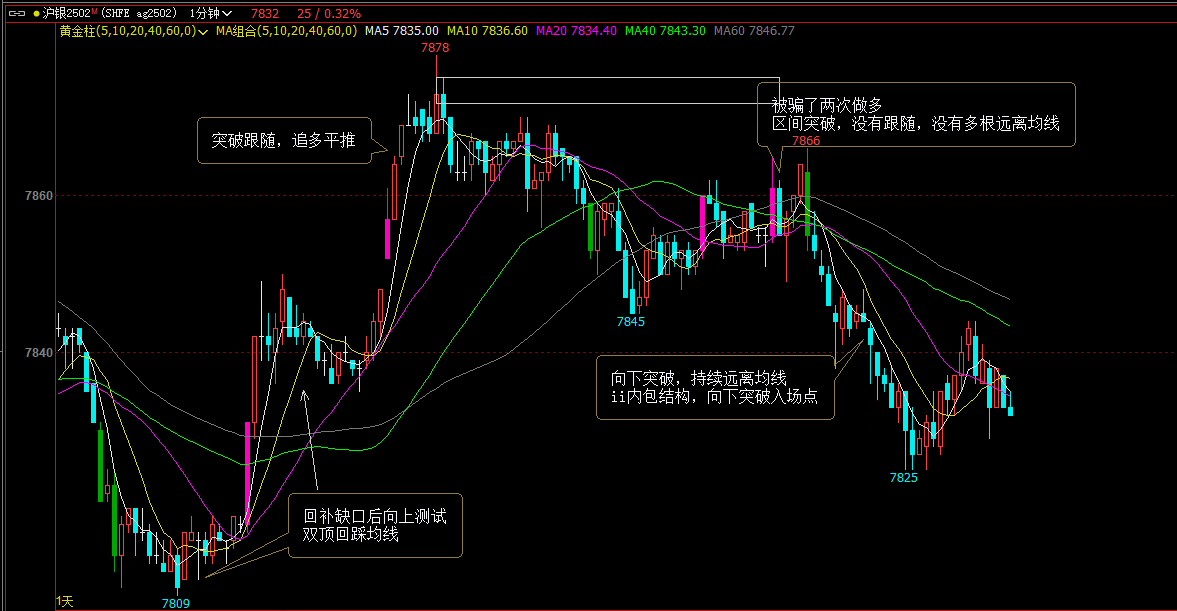 沪银2502M (SHFE ag2502) 1分钟 7832 25 / 0.32%
黄金柱(5,10,20,40,60,0) MA组合(5,10,20,40,60,0) MA5 7835.00 MA10 7836.60 MA20 7834.40 MA40 7843.30 MA60 7846.77
7878
被骗了两次做多
区间突破，没有跟随，没有多根远离均线
突破跟随，追多平推
7866
7860
7845
7840
向下突破，持续远离均线
ii内包结构，向下突破入场点
7825
回补缺口后向上测试
双顶回踩均线
1天
7809